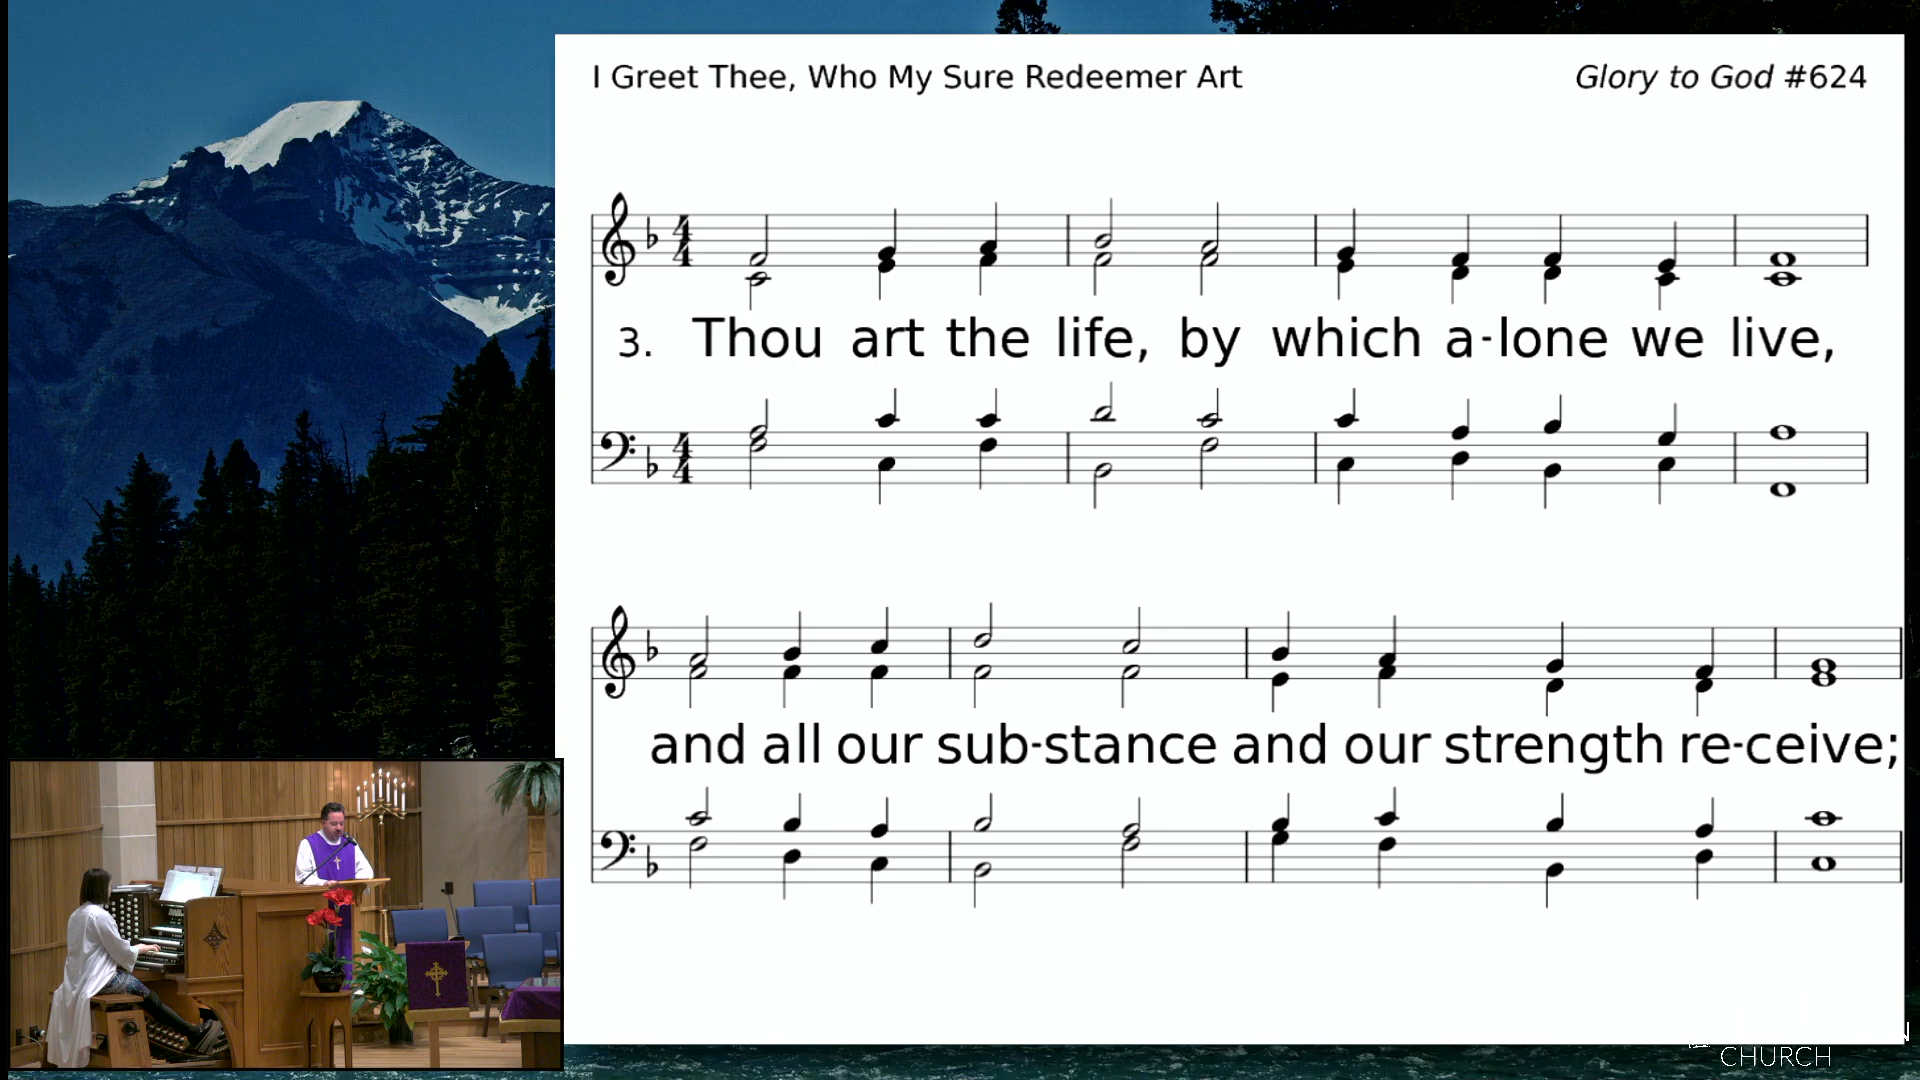 I Greet Thee, Who My Sure Redeemer Art
Glory to God #624
3. Thou art the life, by which a-lone we live,
and all our sub-stance and our strength re-ceive;
N
CHURCH